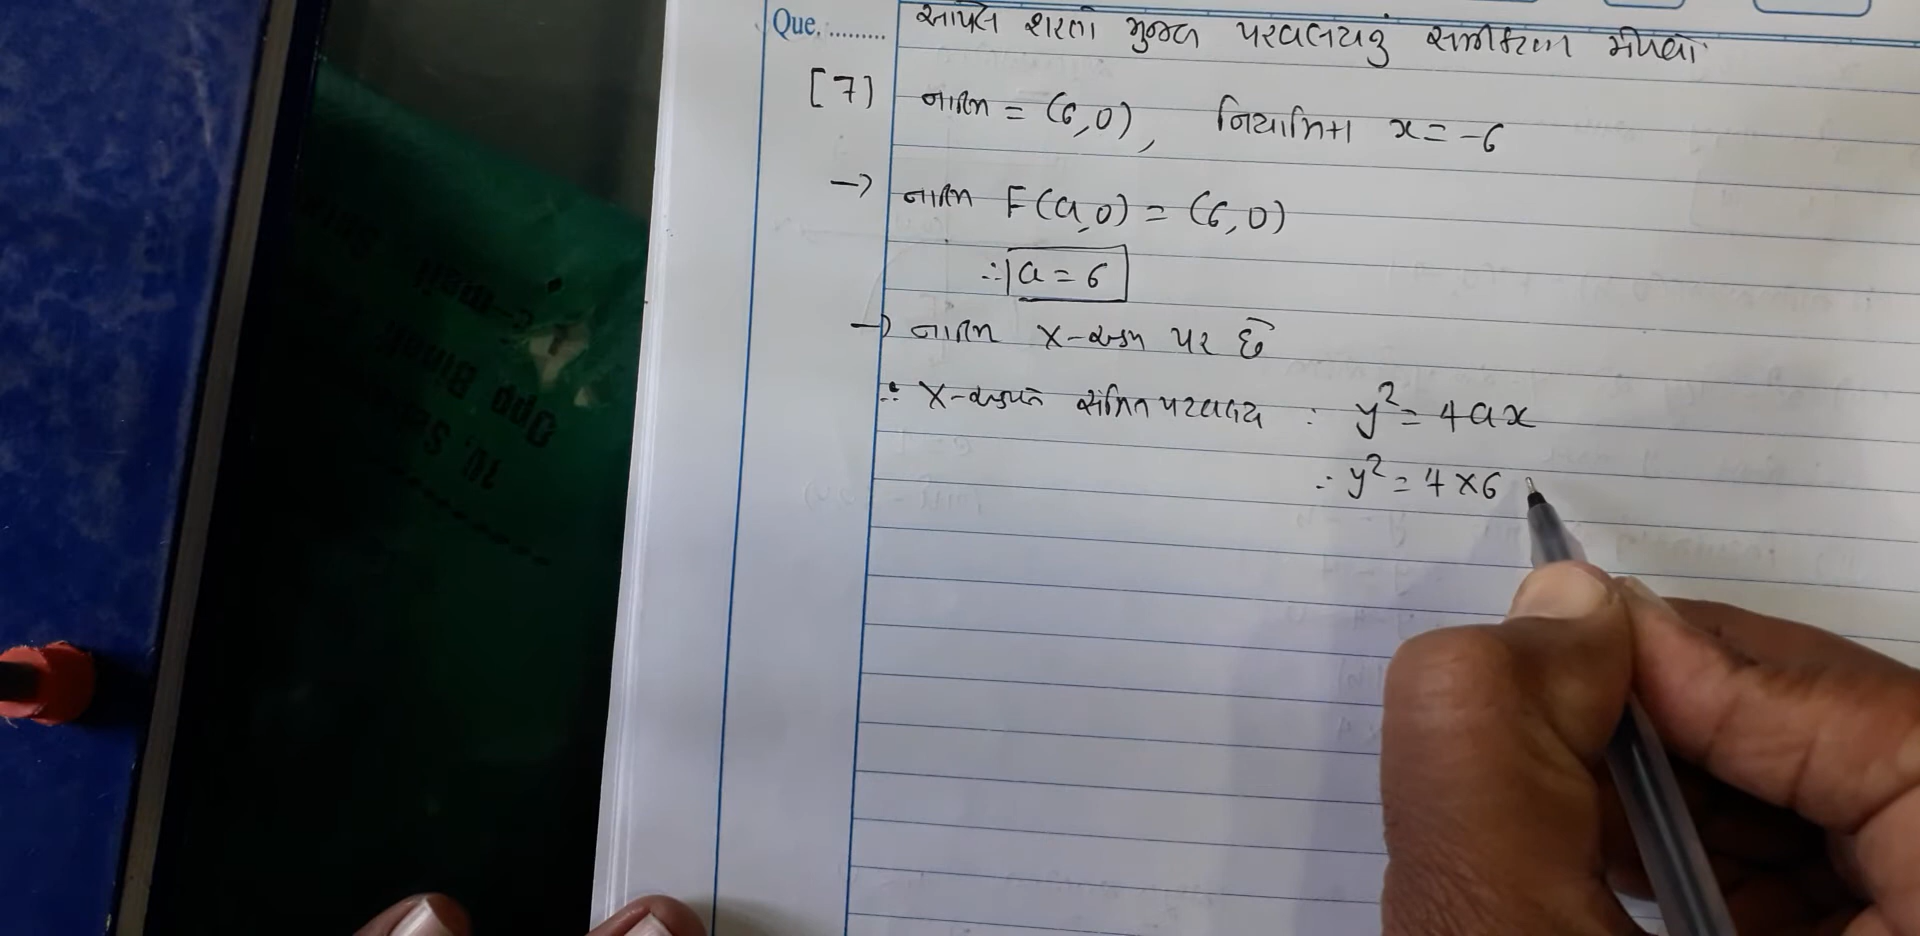 Que. .........
આપેલ શરતો મુજબ પરવલયનું સમીકરણ મેળવો
[7] નાભિ = (6,0), નિયામિકા x = -6
→ નાભિ F(a,0) = (6,0)
∴ a = 6
→ નાભિ X-અક્ષ પર છે
∴ X-અક્ષને સંમિત પરવલય : y² = 4ax
∴ y² = 4×6